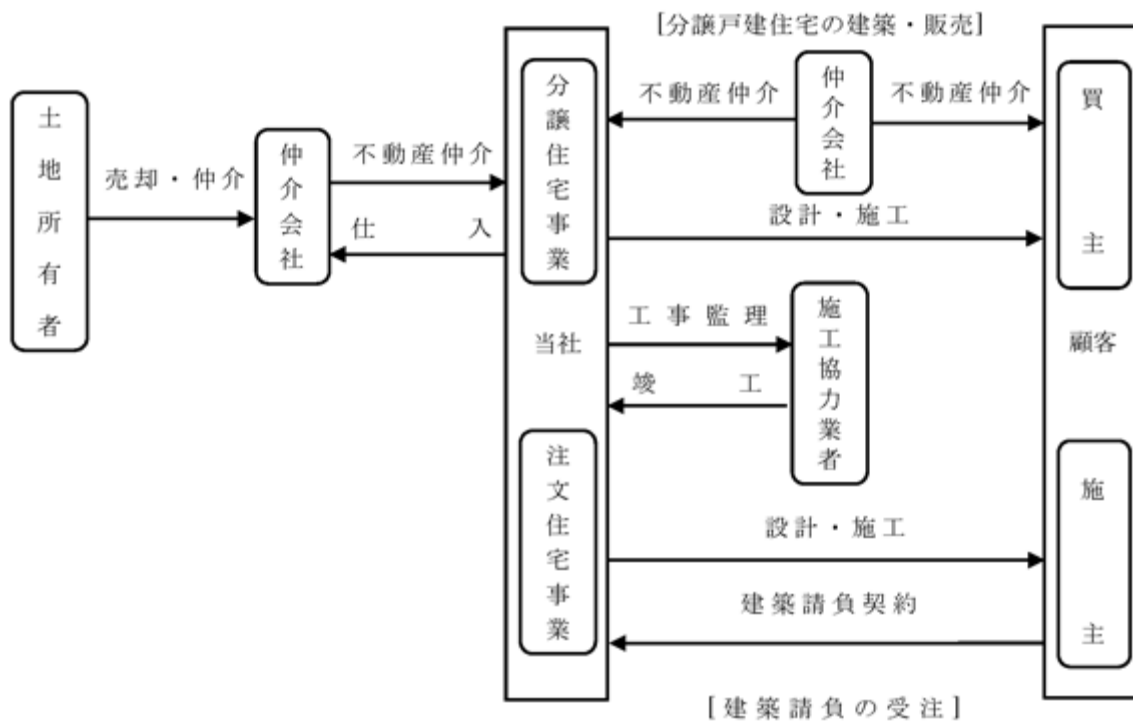 [分譲戸建住宅の建築・販売]
土地所有者
売却・仲介
仲介会社
不動産仲介
仕入
分譲住宅事業
不動産仲介
仲介会社
不動産仲介
買主
設計・施工
当社
工事監理
竣工
施工協力業者
顧客
注文住宅事業
設計・施工
建築請負契約
施主
[建築請負の受注]